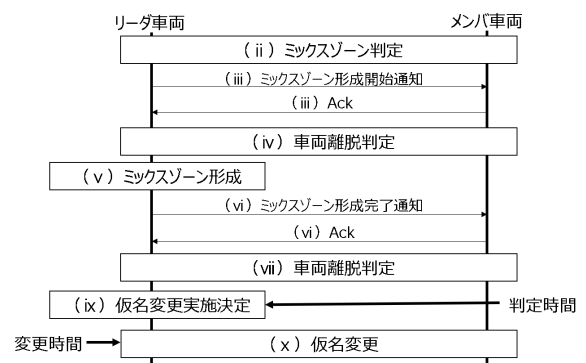 リーダ車両
メンバ車両
（ii）ミックスゾーン判定
（iii）ミックスゾーン形成開始通知
（iii）Ack
（iv）車両離脱判定
（v）ミックスゾーン形成
（vi）ミックスゾーン形成完了通知
（vi）Ack
（vii）車両離脱判定
（ix）仮名変更実施決定
判定時間
変更時間
（x）仮名変更